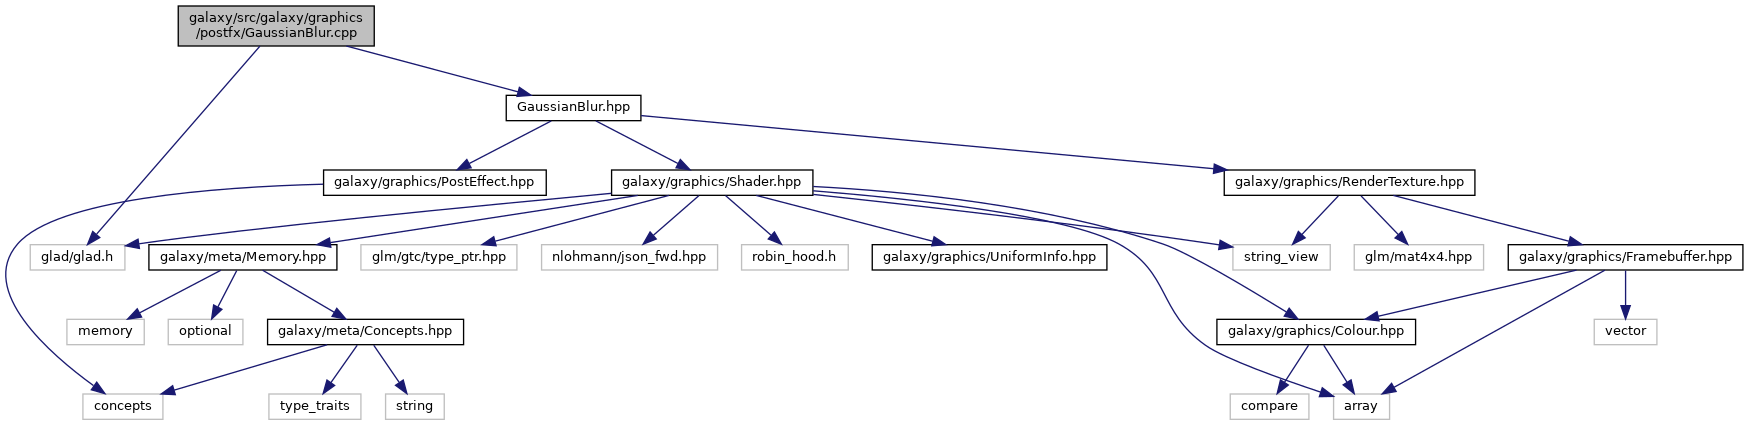 galaxy/src/galaxy/graphics
/postfx/GaussianBlur.cpp
GaussianBlur.hpp
galaxy/graphics/PostEffect.hpp
galaxy/graphics/Shader.hpp
galaxy/graphics/RenderTexture.hpp
glad/glad.h
galaxy/meta/Memory.hpp
glm/gtc/type_ptr.hpp
nlohmann/json_fwd.hpp
robin_hood.h
galaxy/graphics/UniformInfo.hpp
string_view
glm/mat4x4.hpp
galaxy/graphics/Framebuffer.hpp
memory
optional
galaxy/meta/Concepts.hpp
galaxy/graphics/Colour.hpp
vector
concepts
type_traits
string
compare
array